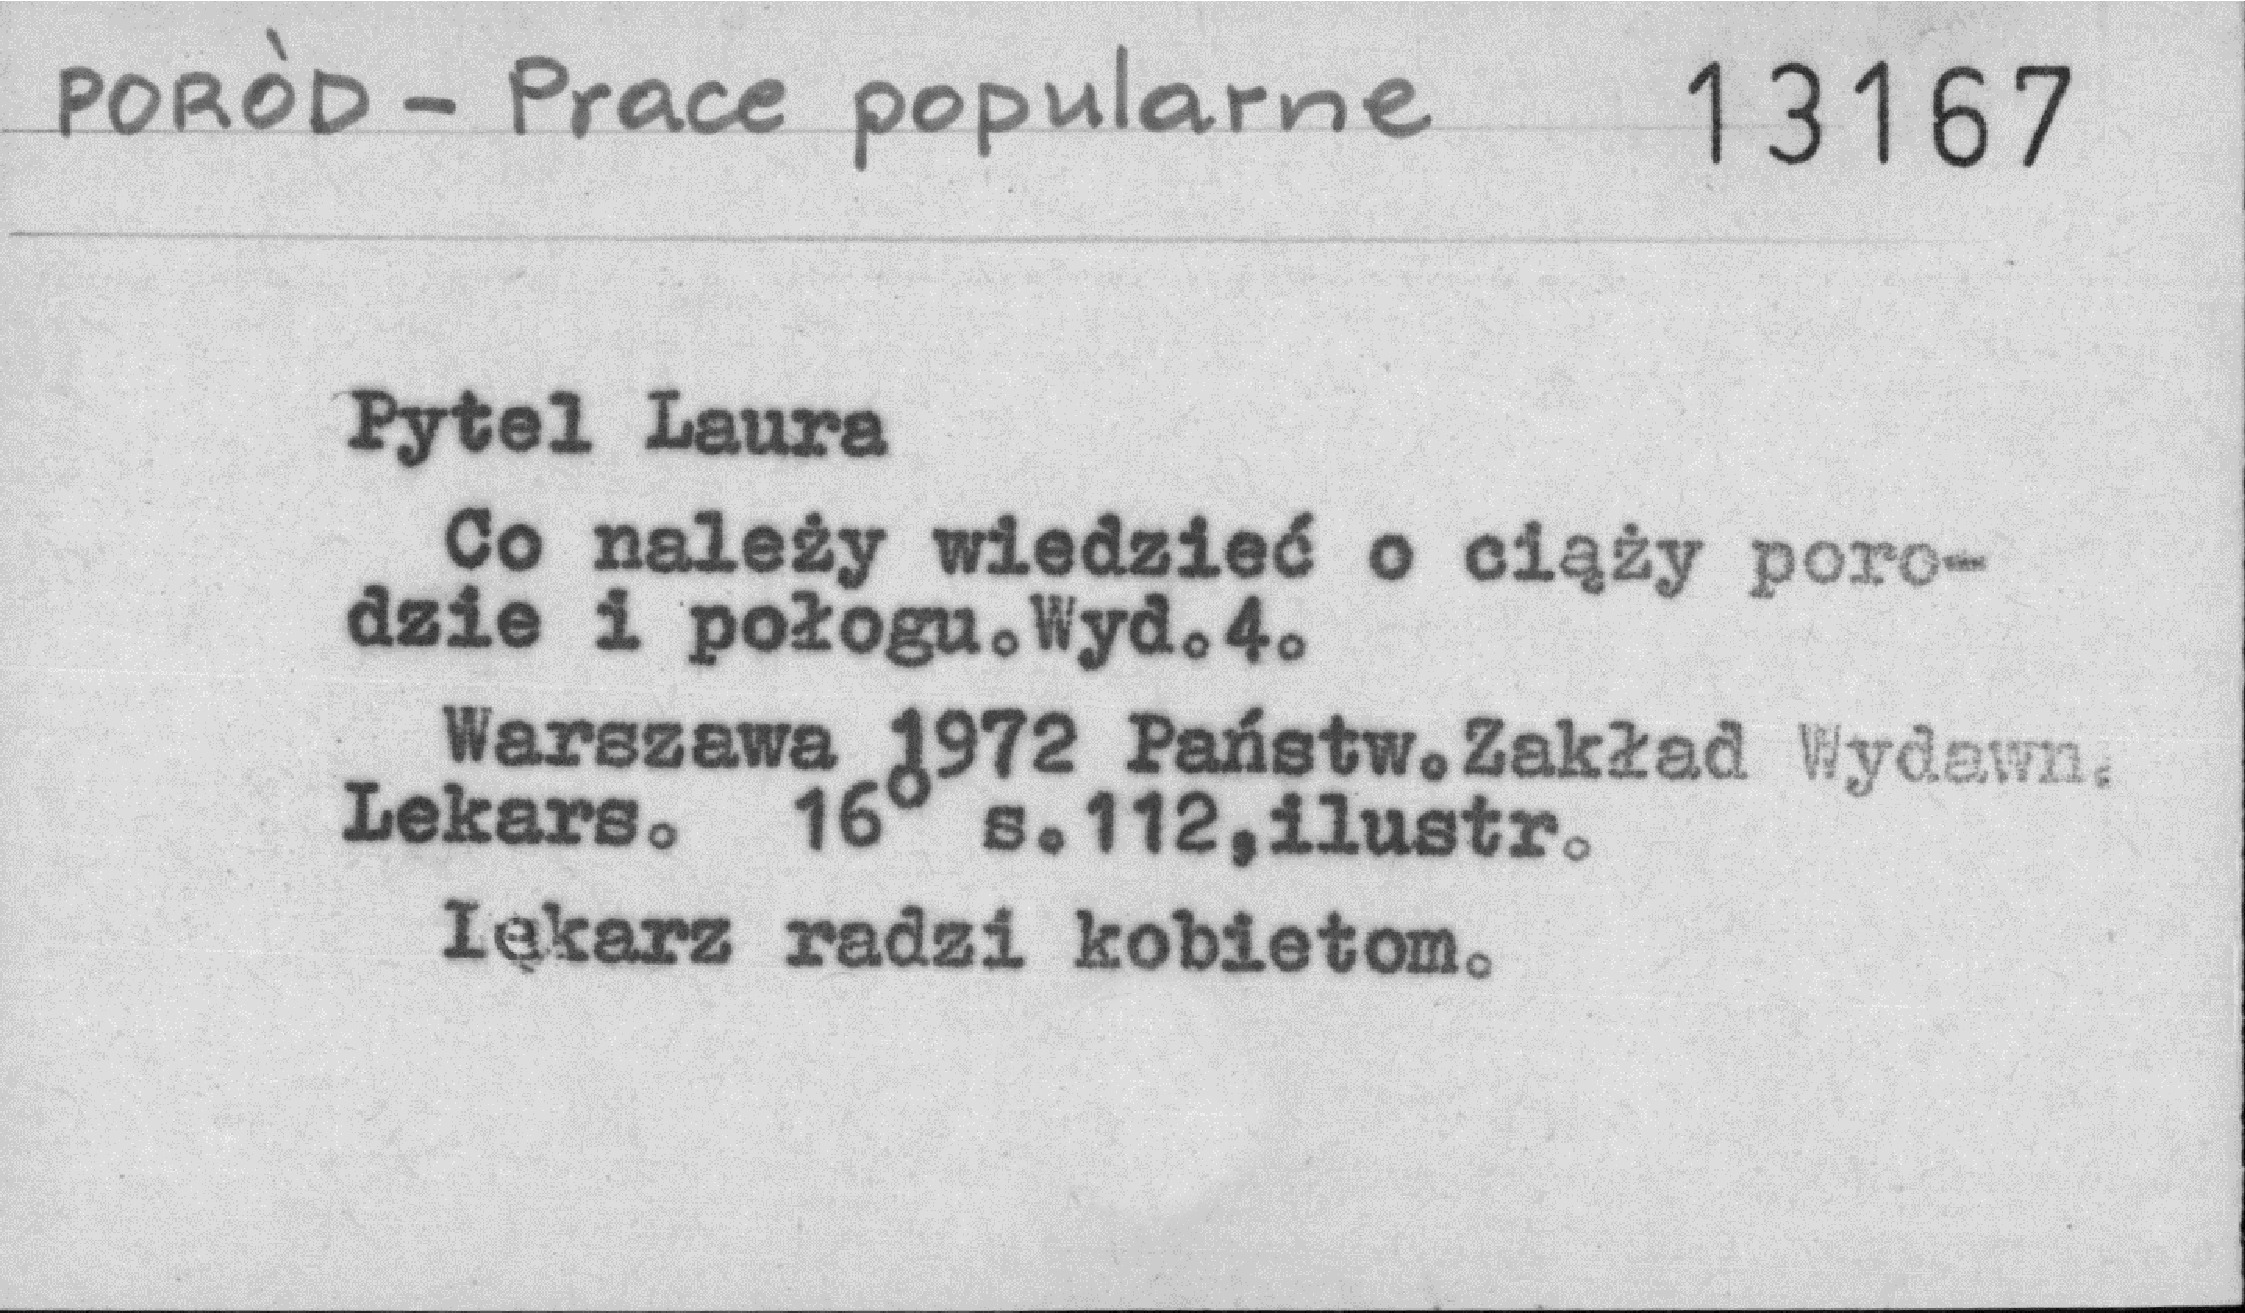 PORÒD - Prace popularne 13167
Pytel Laura
Co należy wiedzieć o ciąży poro-
dzie i połogu.Wyd.4.
Warszawa 1972 Państw.Zakład Wydawn.
Lekars. 16° s.112,ilustr.
Lekarz radzi kobietom.